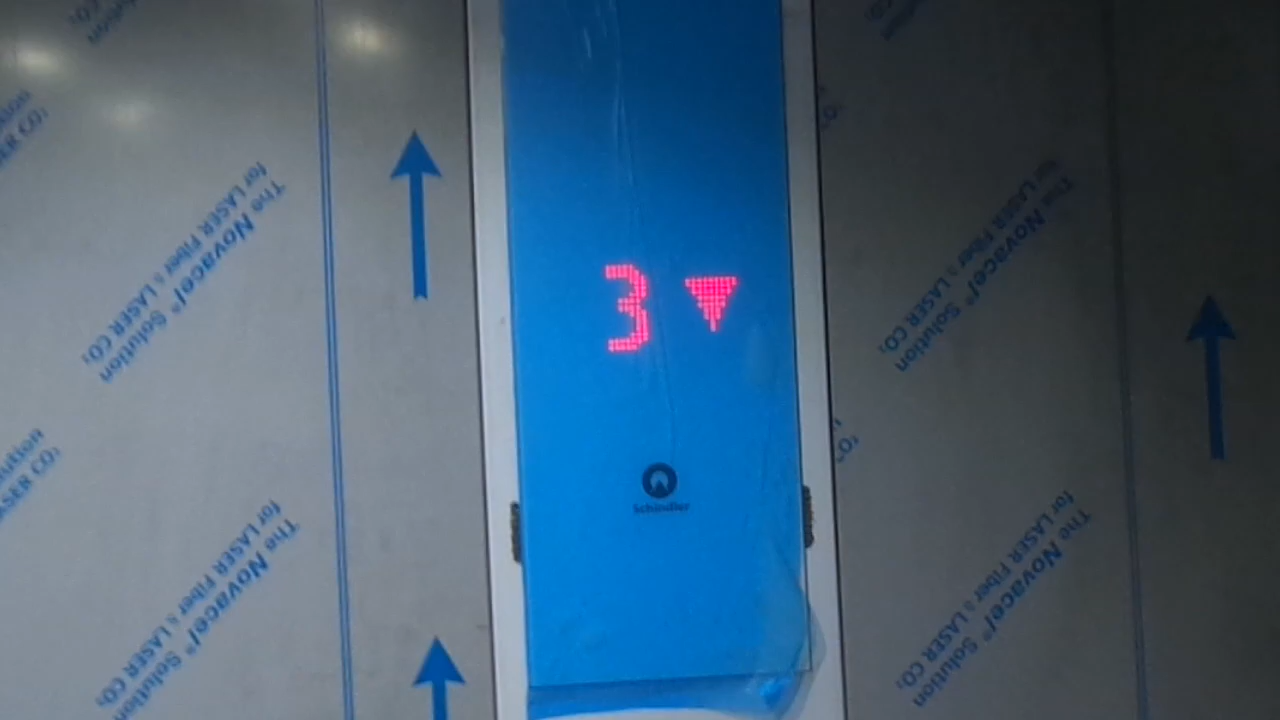 3
Schindler
The Novacel® Solution
for LASER Fiber & LASER CO₂
The Novacel® Solution
for LASER Fiber & LASER CO₂
The Novacel® Solution
for LASER Fiber & LASER CO₂
The Novacel® Solution
for LASER Fiber & LASER CO₂